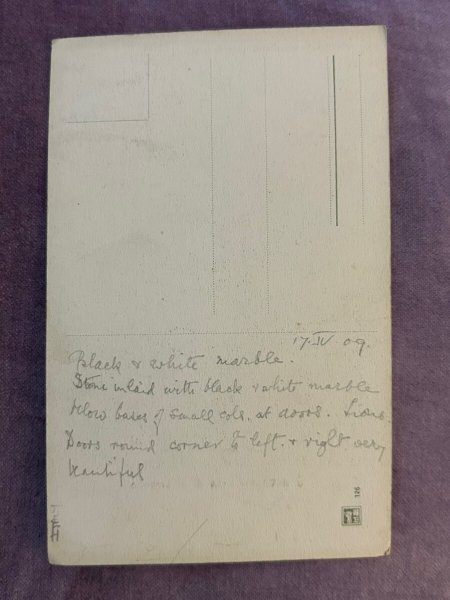 17.IV 09.
Black & white marble.
Stone inlaid with black & white marble
below bases of small cols. at doors. Lions.
Doors round corner to left & right very
beautiful
126